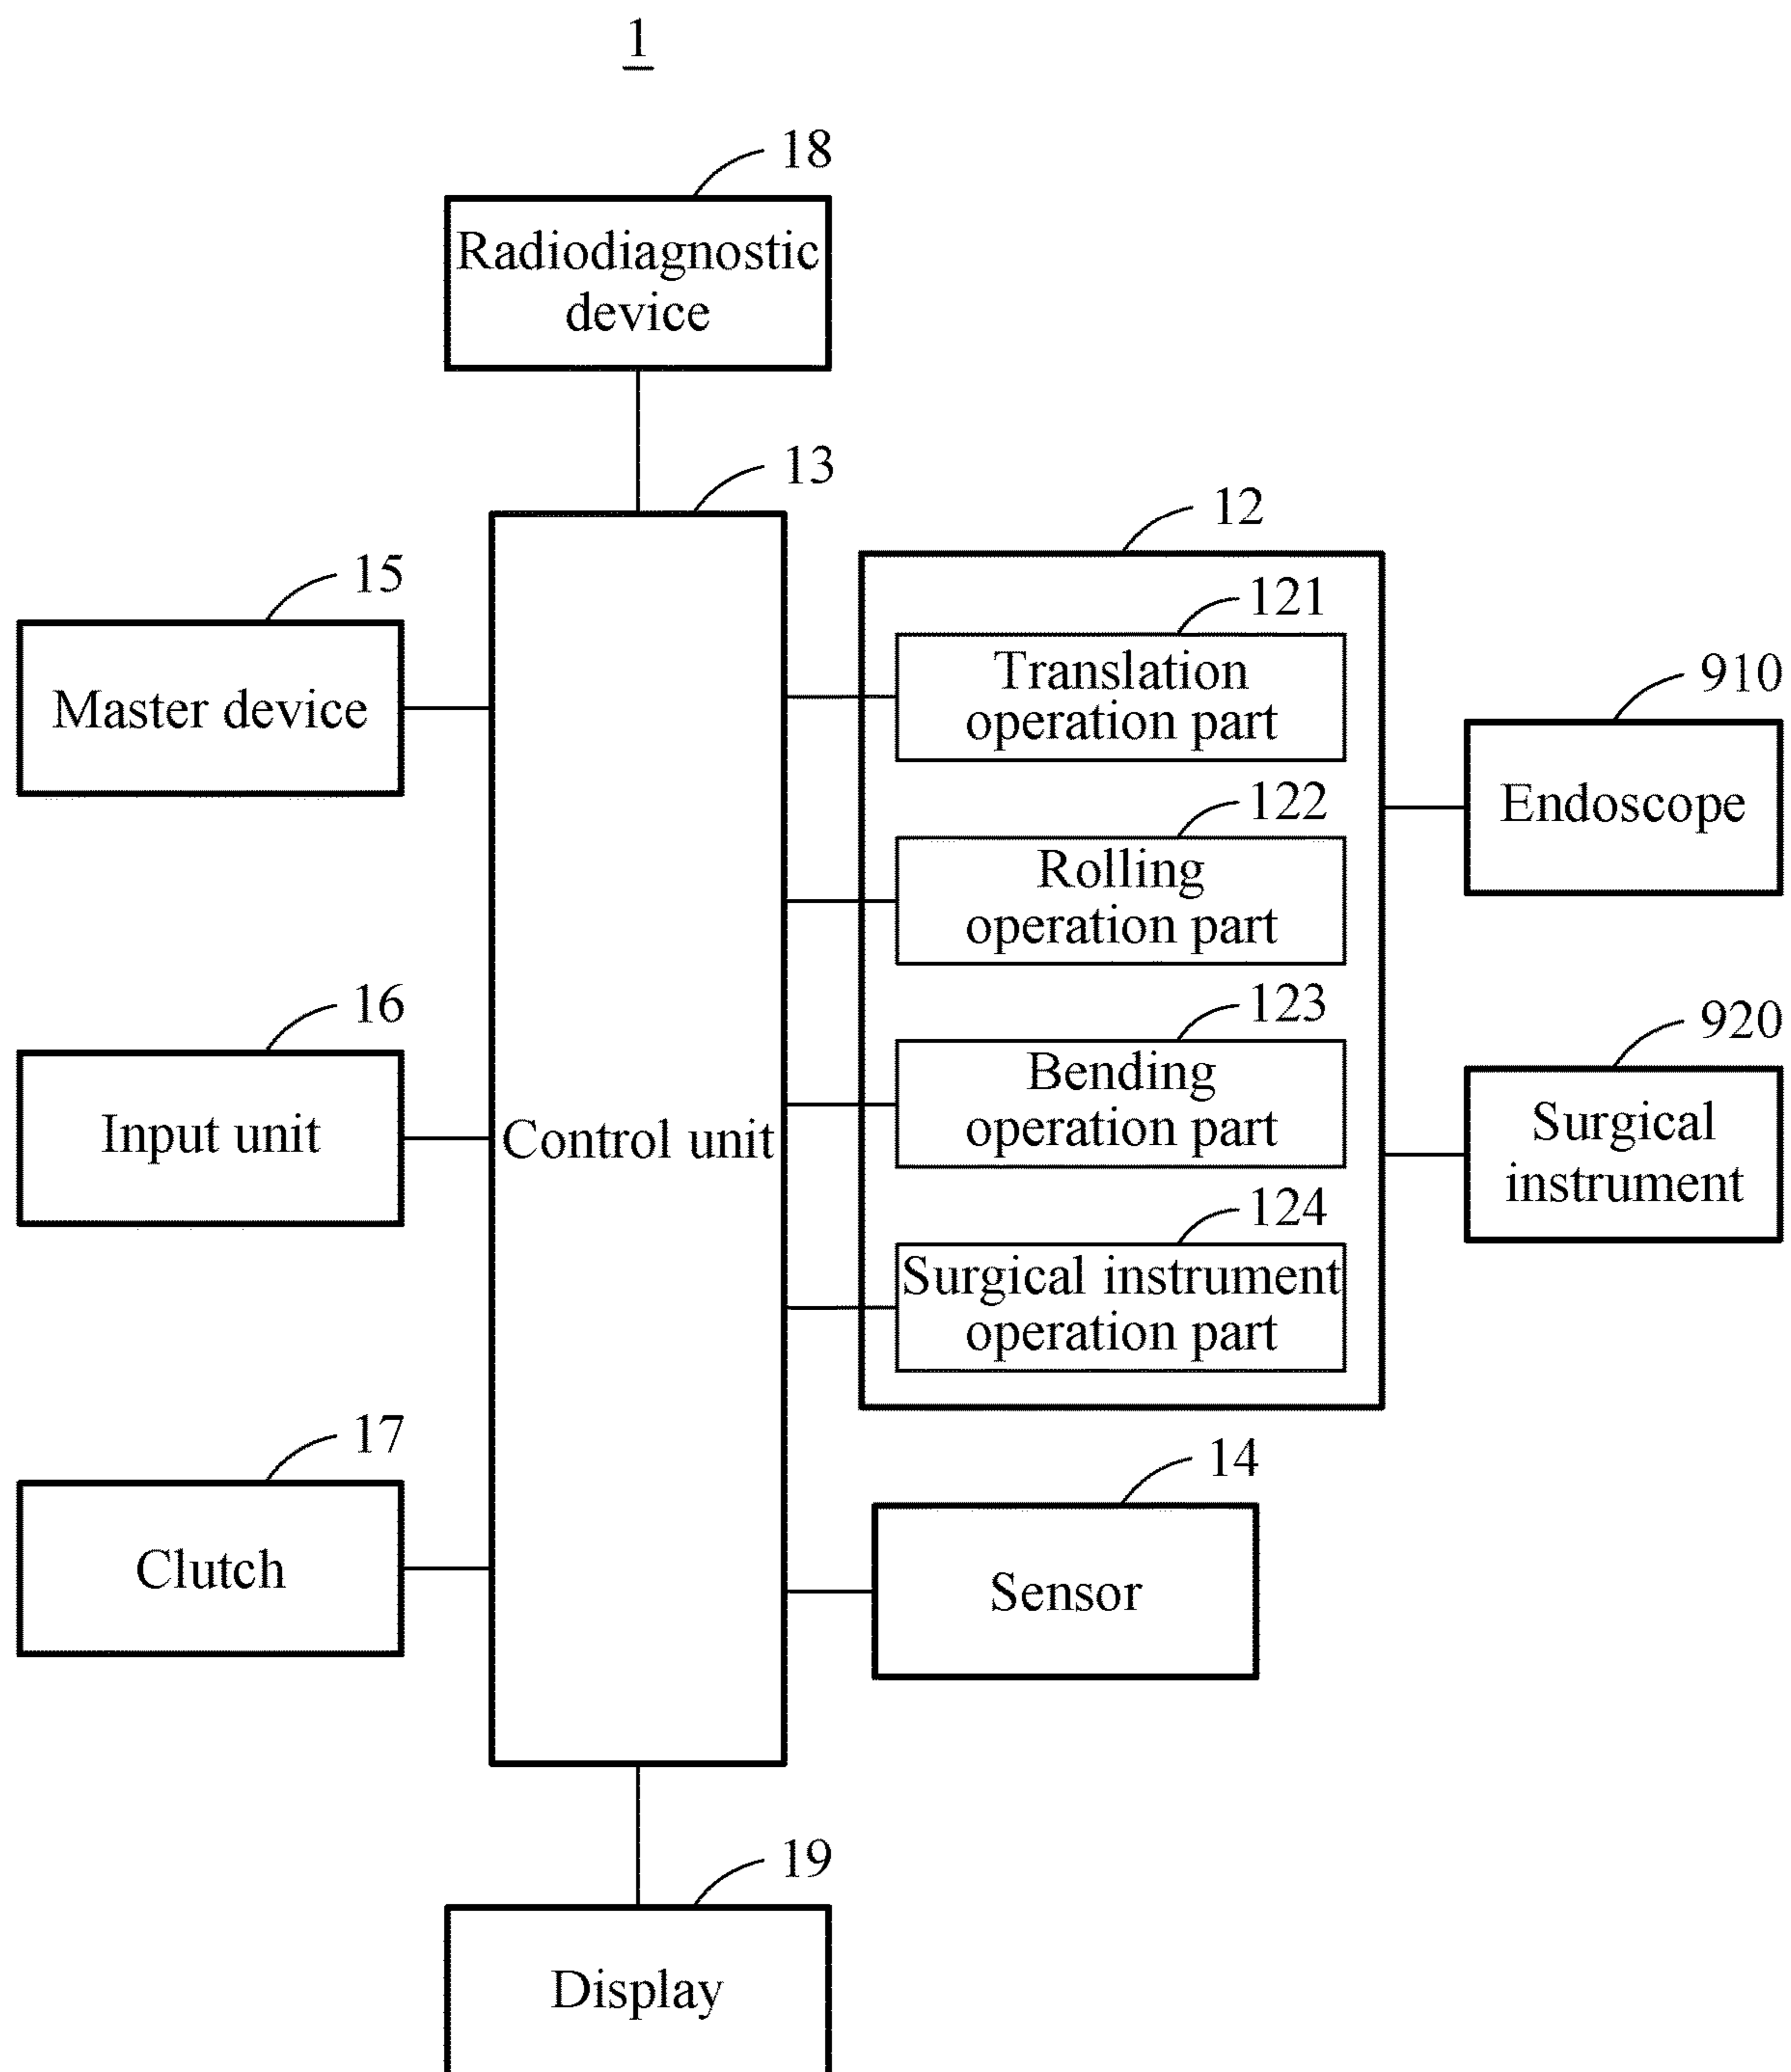 1
18
Radiodiagnostic
device
13
12
15
Master device
121
Translation
operation part
910
Endoscope
122
Rolling
operation part
16
Input unit
Control unit
123
Bending
operation part
920
Surgical
instrument
124
Surgical instrument
operation part
17
Clutch
14
Sensor
19
Display